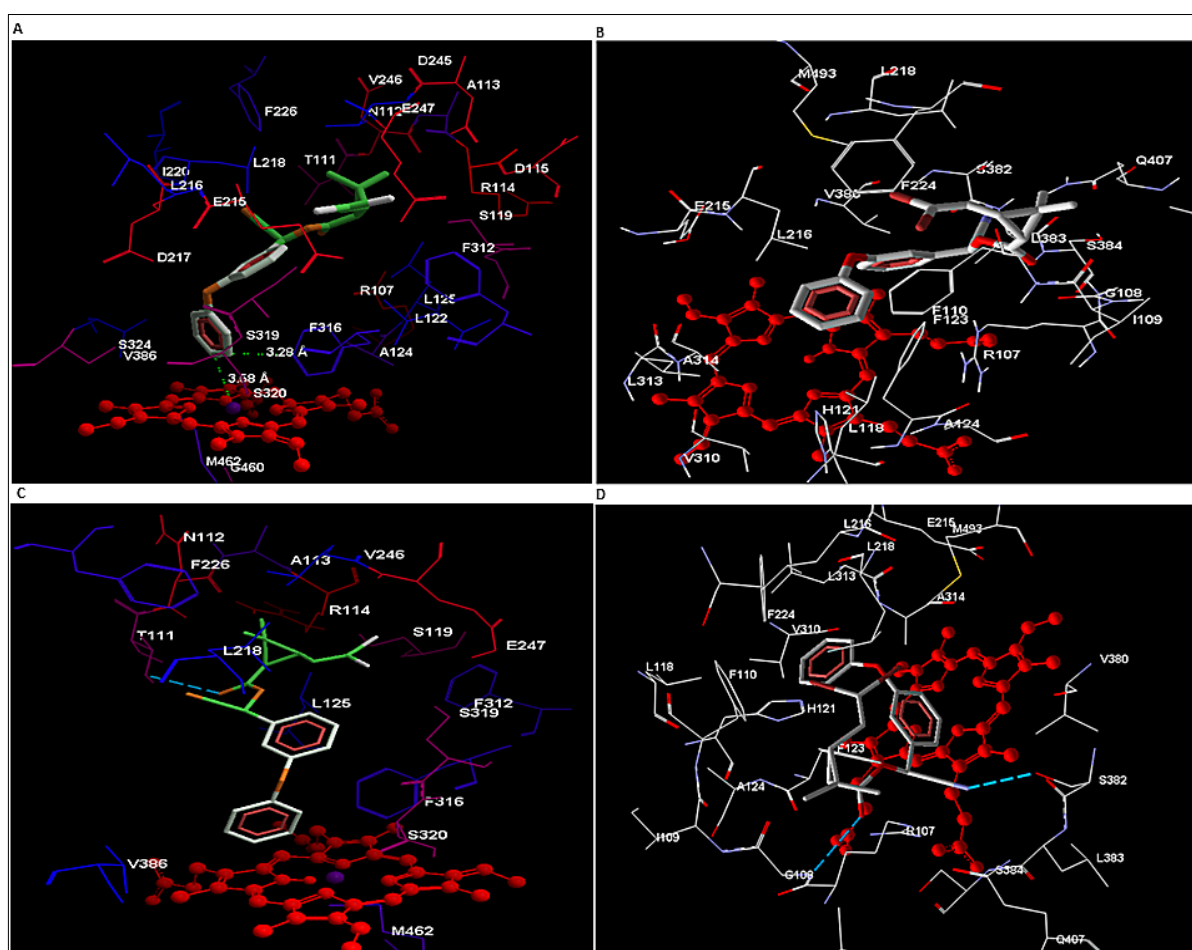 A
D245
V246
A113
F226
N112
E247
T111
L218
D115
I220
L216
R114
E215
S119
F312
D217
R107
L125
L122
S319
F316
S324
3.28 Å
A124
V386
3.58 Å
S320
M462
G460
B
L218
M493
Q407
S382
F224
V380
E215
L216
L383
S384
G108
F110
I109
F123
R107
A314
L313
H121
A124
L118
V310
C
N112
A113
V246
F226
R114
T111
S119
L218
E247
L125
F312
S319
F316
S320
V386
M462
D
L216
E215
M493
L218
L313
A314
F224
V310
L118
F110
V380
H121
F123
S382
A124
R107
I109
L383
G108
S384
Q407